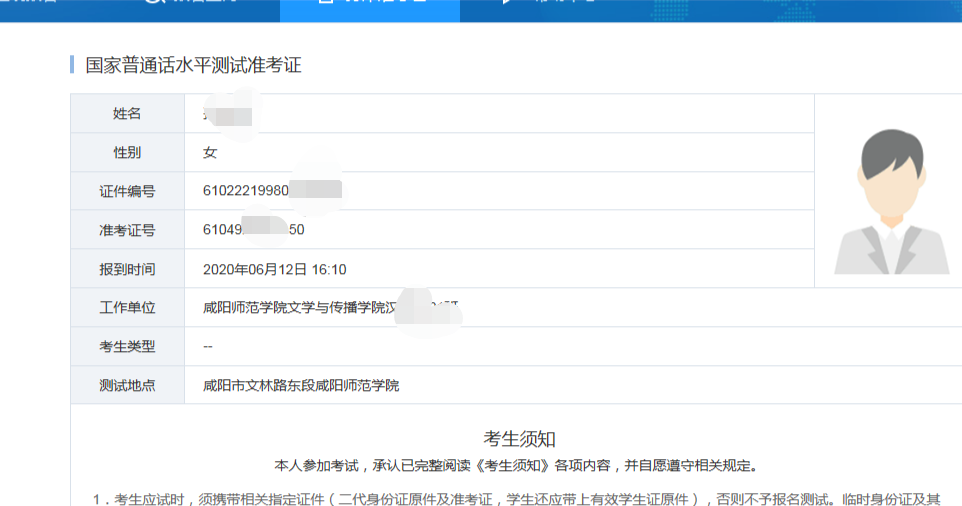 国家普通话水平测试准考证
姓名
性别 女
证件编号 61022219980
准考证号 6104950
报到时间 2020年06月12日 16:10
工作单位 咸阳师范学院文学与传播学院汉
考生类型 --
测试地点 咸阳市文林路东段咸阳师范学院
考生须知
本人参加考试，承认已完整阅读《考生须知》各项内容，并自愿遵守相关规定。
1．考生应试时，须携带相关指定证件（二代身份证原件及准考证，学生还应带上有效学生证原件），否则不予报名测试。临时身份证及其